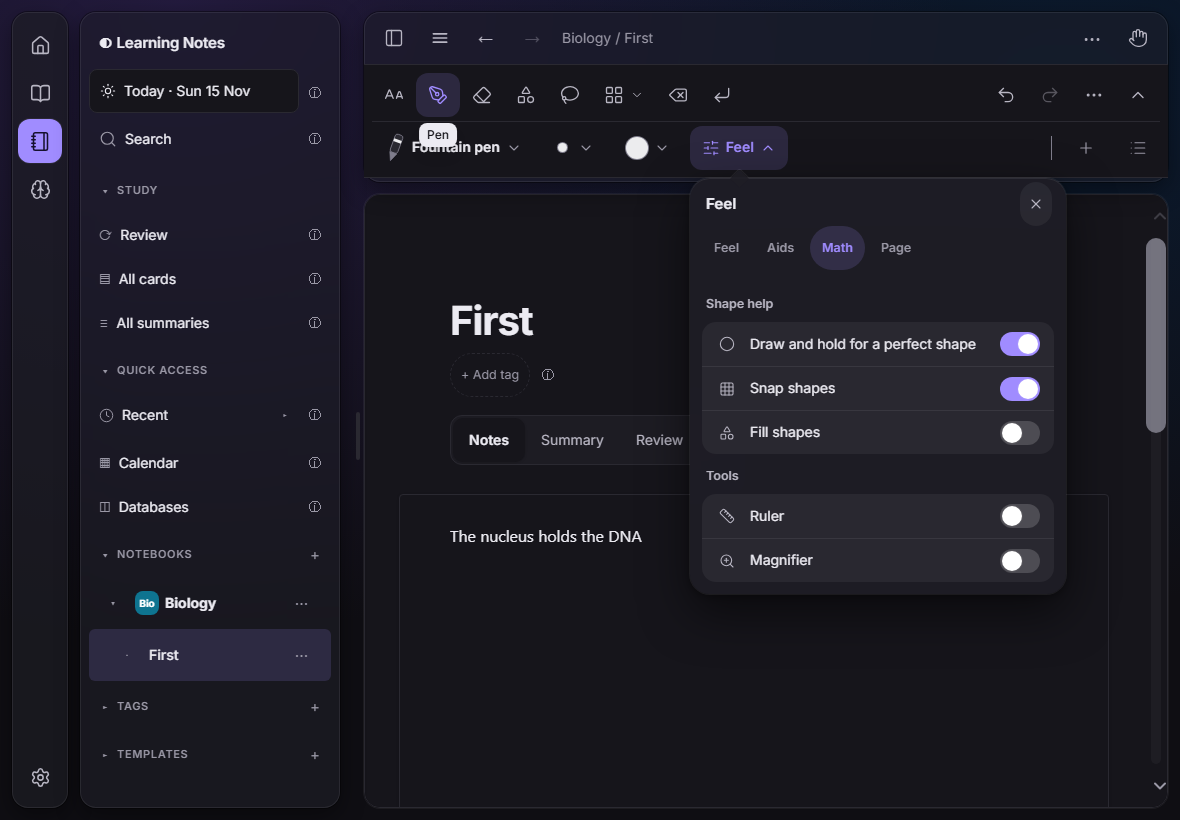 Learning Notes
Today · Sun 15 Nov
Search
STUDY
Review
All cards
All summaries
QUICK ACCESS
Recent
Calendar
Databases
NOTEBOOKS
Bio Biology
First
TAGS
TEMPLATES
Biology / First
AA
Pen
Fountain pen
Feel
First
+ Add tag
Notes Summary Review
The nucleus holds the DNA
Feel
Feel Aids Math Page
Shape help
Draw and hold for a perfect shape
Snap shapes
Fill shapes
Tools
Ruler
Magnifier